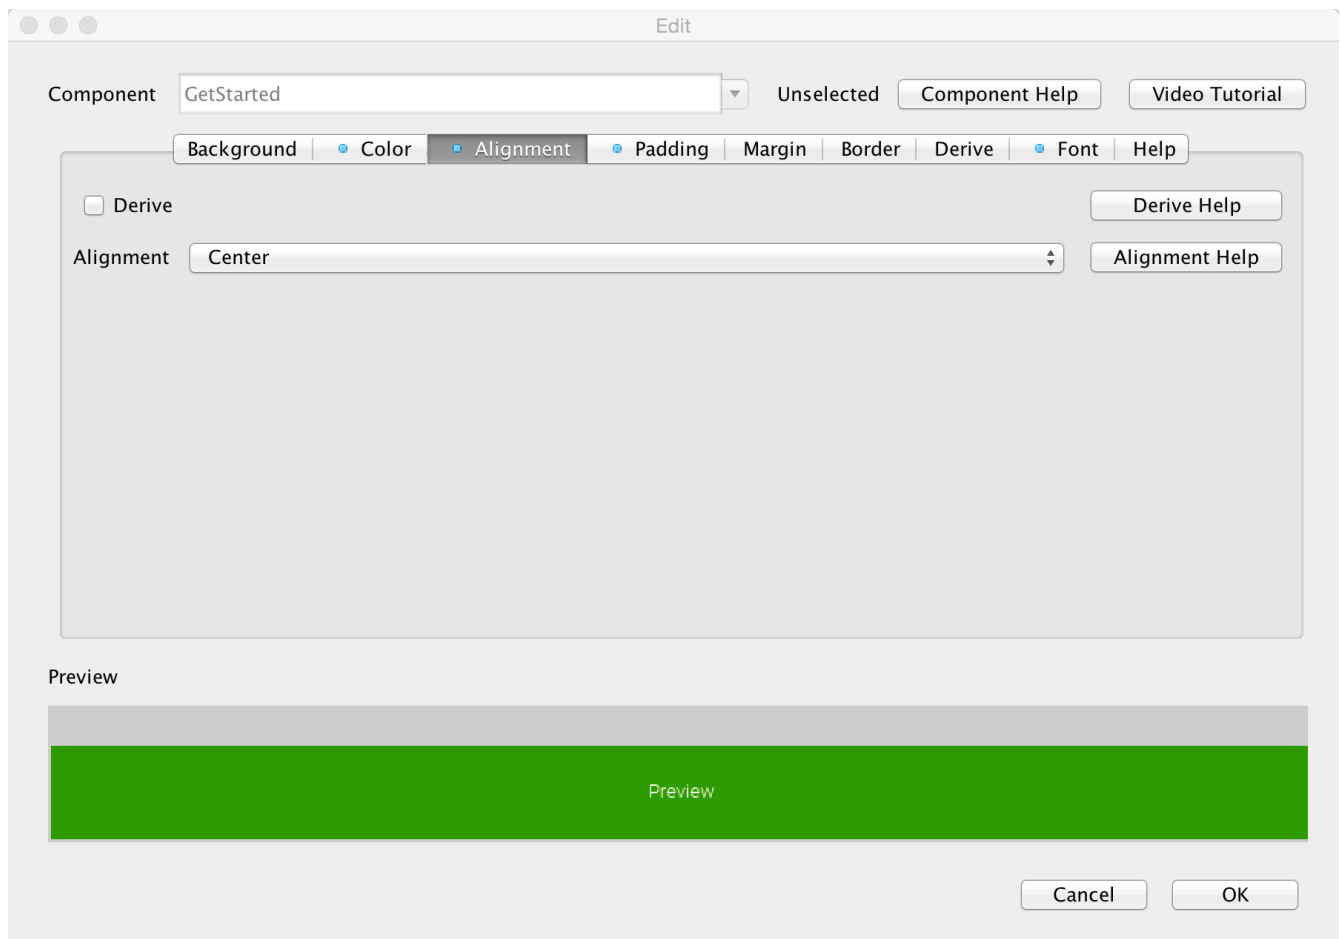 Edit
Component GetStarted Unselected Component Help Video Tutorial
Background Color Alignment Padding Margin Border Derive Font Help
Derive Derive Help
Alignment Center Alignment Help
Preview
Preview
Cancel OK